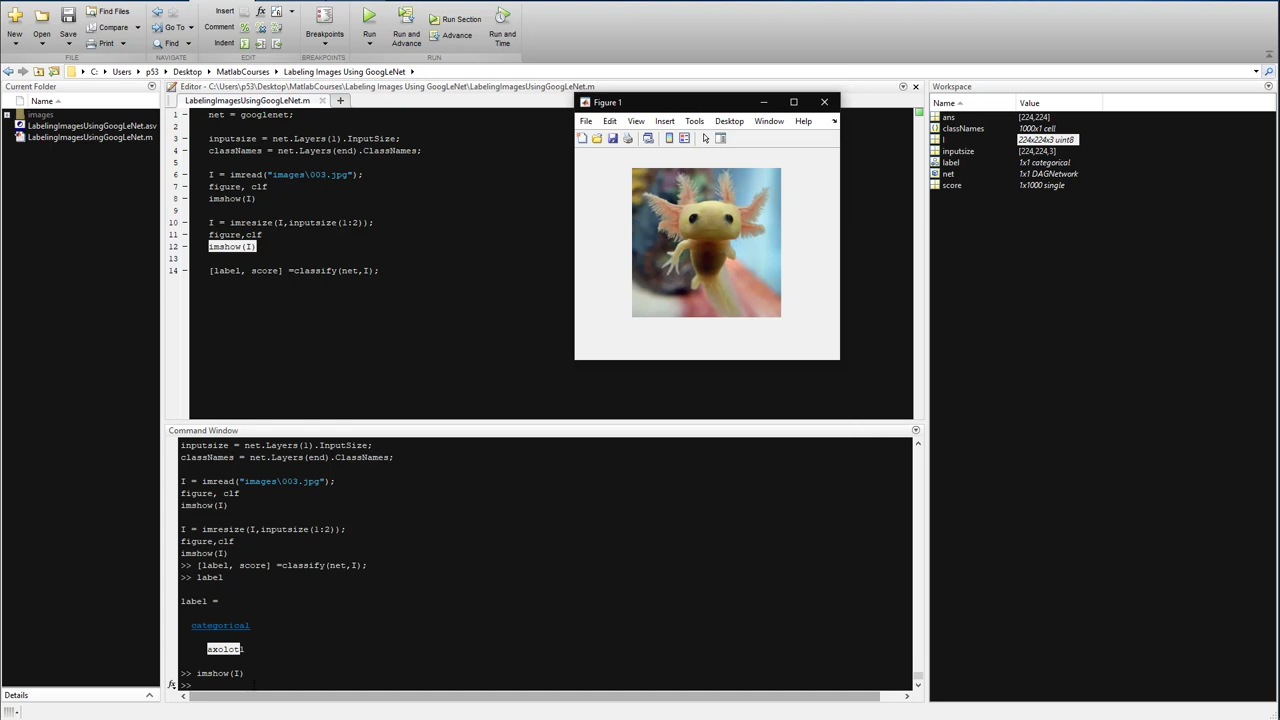 Insert fx
Find Files
Compare
Go To
Comment %
Print
Find
Indent
New
Open
Save
Breakpoints
Run
Run and Advance
Run Section
Advance
Run and Time
FILE
NAVIGATE
EDIT
BREAKPOINTS
RUN
C: Users p53 Desktop MatlabCourses Labeling Images Using GoogLeNet
Current Folder
Name
images
LabelingImagesUsingGoogLeNet.asv
LabelingImagesUsingGoogLeNet.m
Details
Editor - C:\Users\p53\Desktop\MatlabCourses\Labeling Images Using GoogLeNet\LabelingImagesUsingGoogLeNet.m
LabelingImagesUsingGoogLeNet.m
1 net = googlenet;
2
3 inputsize = net.Layers(1).InputSize;
4 classNames = net.Layers(end).ClassNames;
5
6 I = imread("images\003.jpg");
7 figure, clf
8 imshow(I)
9
10 I = imresize(I,inputsize(1:2));
11 figure,clf
12 imshow(I)
13
14 [label, score] =classify(net,I);
Figure 1
File Edit View Insert Tools Desktop Window Help
Command Window
inputsize = net.Layers(1).InputSize;
classNames = net.Layers(end).ClassNames;
I = imread("images\003.jpg");
figure, clf
imshow(I)
I = imresize(I,inputsize(1:2));
figure,clf
imshow(I)
>> [label, score] =classify(net,I);
>> label
label =
categorical
axolotl
>> imshow(I)
fx >>
Workspace
Name Value
ans [224,224]
classNames 1000x1 cell
I 224x224x3 uint8
inputsize [224,224,3]
label 1x1 categorical
net 1x1 DAGNetwork
score 1x1000 single